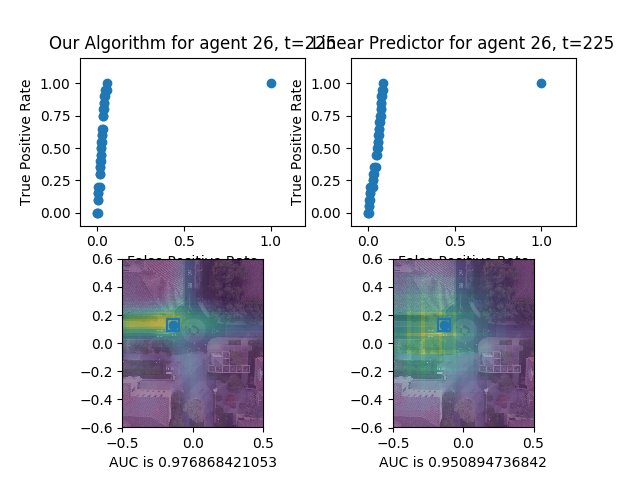 Our Algorithm for agent 26, t=225
Linear Predictor for agent 26, t=225
True Positive Rate
1.00
0.75
0.50
0.25
0.00
0.0 0.5 1.0
False Positive Rate
True Positive Rate
1.00
0.75
0.50
0.25
0.00
0.0 0.5 1.0
False Positive Rate
0.6
0.4
0.2
0.0
−0.2
−0.4
−0.6
−0.5 0.0 0.5
AUC is 0.976868421053
0.6
0.4
0.2
0.0
−0.2
−0.4
−0.6
−0.5 0.0 0.5
AUC is 0.950894736842